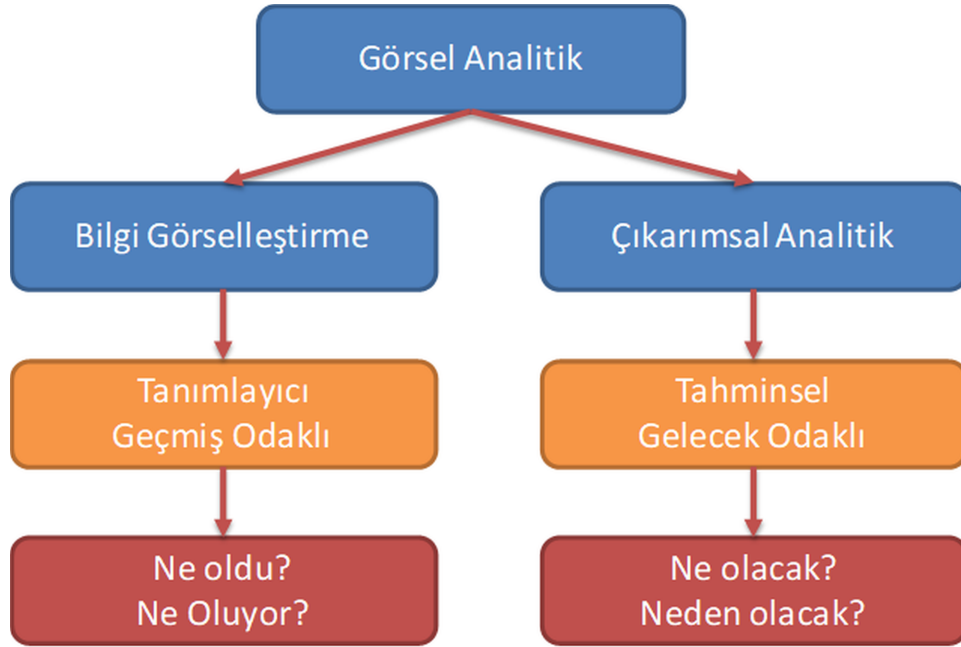 Görsel Analitik
Bilgi Görselleştirme
Çıkarımsal Analitik
Tanımlayıcı
Geçmiş Odaklı
Tahminsel
Gelecek Odaklı
Ne oldu?
Ne Oluyor?
Ne olacak?
Neden olacak?